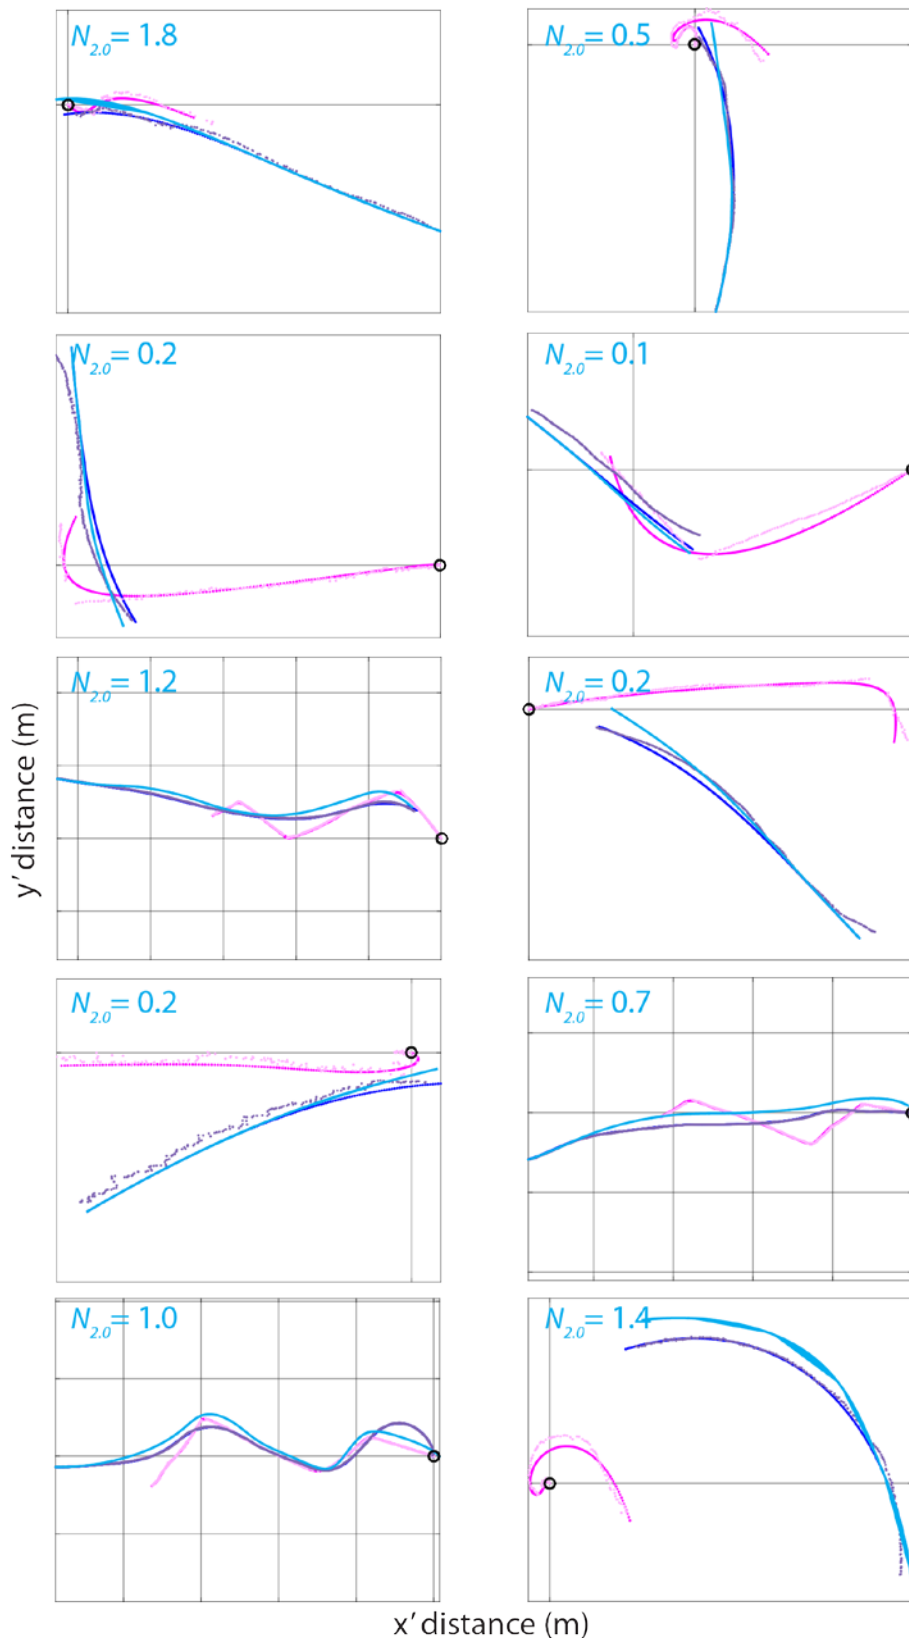 N2.0= 1.8
N2.0= 0.5
N2.0= 0.2
N2.0= 0.1
N2.0= 1.2
N2.0= 0.2
y′ distance (m)
N2.0= 0.2
N2.0= 0.7
N2.0= 1.0
N2.0= 1.4
x′ distance (m)